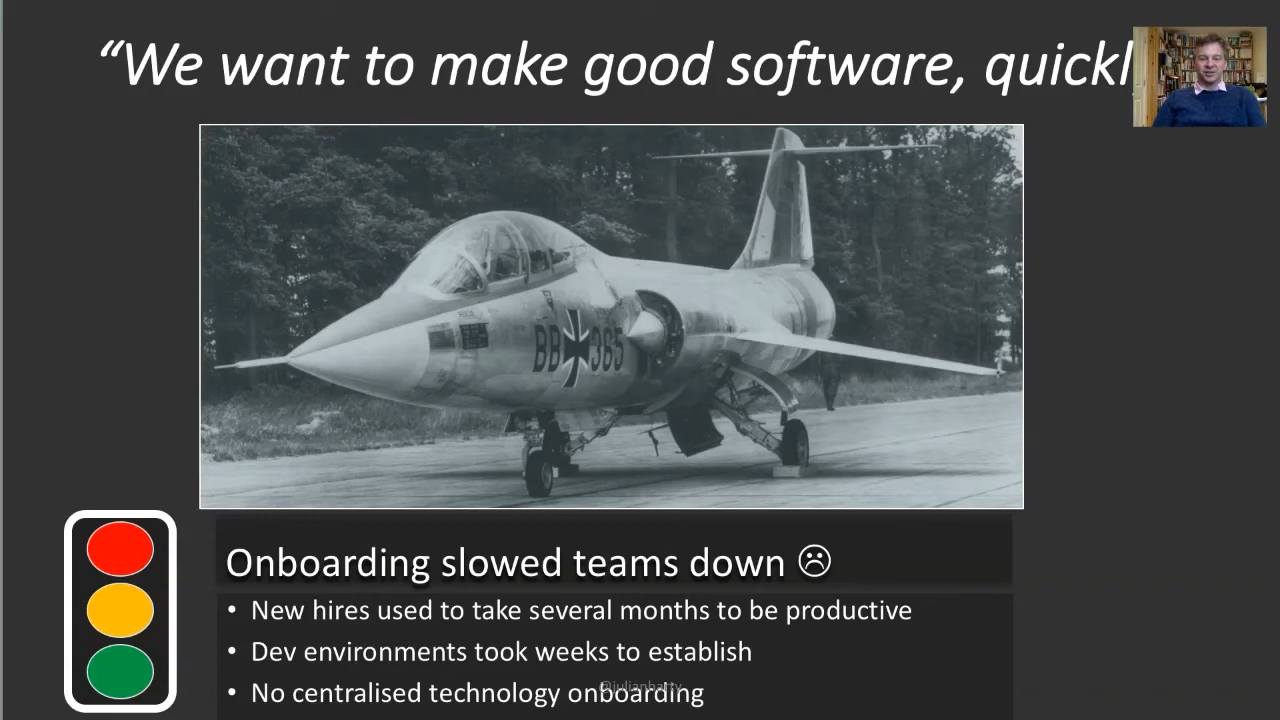 “We want to make good software, quickl
BB 365
Onboarding slowed teams down ☹
• New hires used to take several months to be productive
• Dev environments took weeks to establish
• No centralised technology onboarding
@julianharty